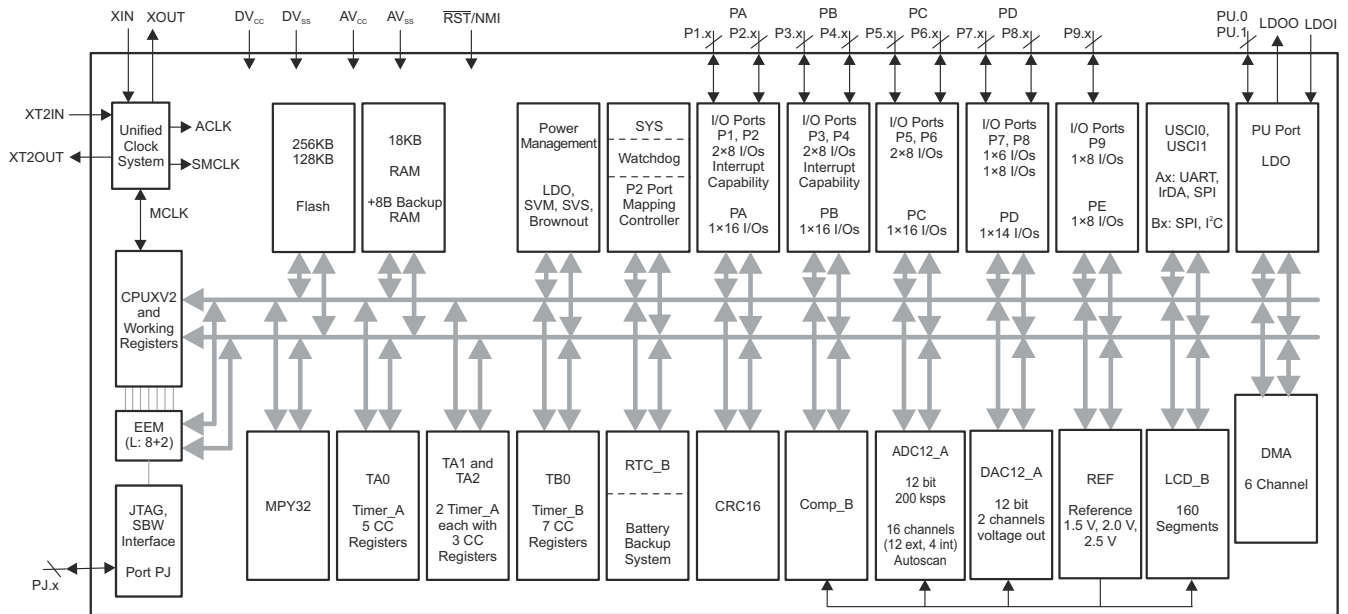 XIN XOUT DVCC DVSS AVCC AVSS RST/NMI PA PB PC PD PU.0 LDOO LDOI
P1.x P2.x P3.x P4.x P5.x P6.x P7.x P8.x P9.x PU.1
XT2IN
XT2OUT
Unified
Clock
System
ACLK
SMCLK
MCLK
256KB
128KB
Flash
18KB
RAM
+8B Backup
RAM
Power
Management
LDO,
SVM, SVS,
Brownout
SYS
Watchdog
P2 Port
Mapping
Controller
I/O Ports
P1, P2
2×8 I/Os
Interrupt
Capability
PA
1×16 I/Os
I/O Ports
P3, P4
2×8 I/Os
Interrupt
Capability
PB
1×16 I/Os
I/O Ports
P5, P6
2×8 I/Os
PC
1×16 I/Os
I/O Ports
P7, P8
1×6 I/Os
1×8 I/Os
PD
1×14 I/Os
I/O Ports
P9
1×8 I/Os
PE
1×8 I/Os
USCI0,
USCI1
Ax: UART,
IrDA, SPI
Bx: SPI, I²C
PU Port
LDO
CPUXV2
and
Working
Registers
EEM
(L: 8+2)
JTAG,
SBW
Interface
Port PJ
PJ.x
MPY32
TA0
Timer_A
5 CC
Registers
TA1 and
TA2
2 Timer_A
each with
3 CC
Registers
TB0
Timer_B
7 CC
Registers
RTC_B
Battery
Backup
System
CRC16
Comp_B
ADC12_A
12 bit
200 ksps
16 channels
(12 ext, 4 int)
Autoscan
DAC12_A
12 bit
2 channels
voltage out
REF
Reference
1.5 V, 2.0 V,
2.5 V
LCD_B
160
Segments
DMA
6 Channel